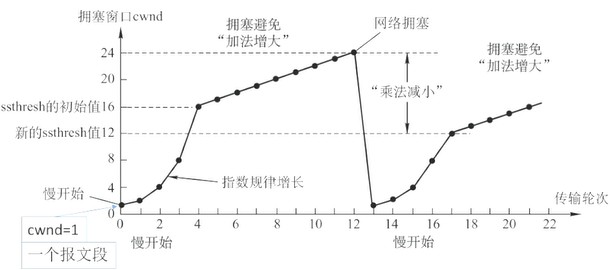 拥塞窗口cwnd
拥塞避免
“加法增大”
网络拥塞
拥塞避免
“加法增大”
24
20
ssthresh的初始值16
“乘法减小”
新的ssthresh值12
8
4
慢开始
指数规律增长
传输轮次
0
0 2 4 6 8 10 12 14 16 18 20 22
cwnd=1
慢开始
慢开始
一个报文段